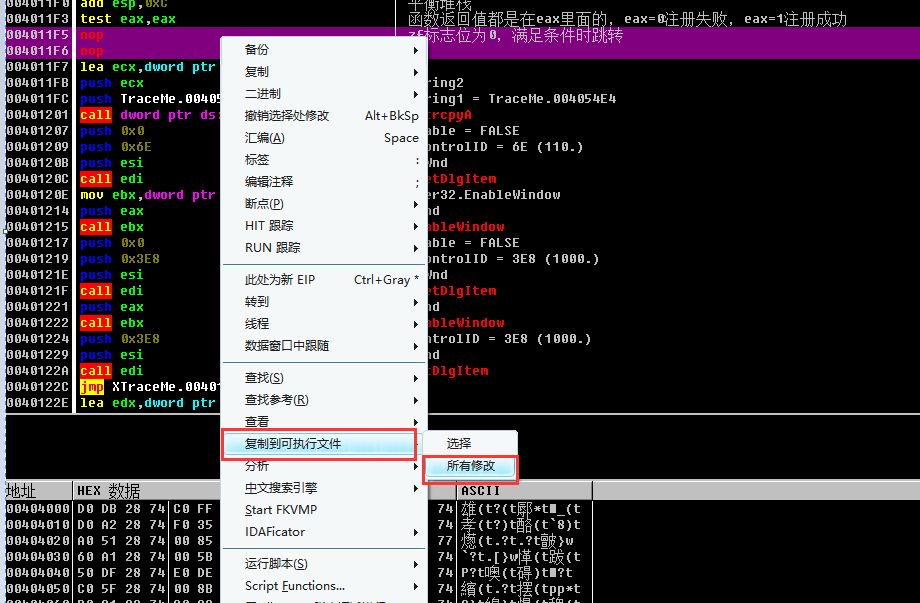 004011F0 add esp,0xC 平衡堆栈
004011F3 test eax,eax 函数返回值都是在eax里面的，eax=0注册失败，eax=1注册成功
004011F5 nop zf标志位为0，满足条件时跳转
004011F6 nop
004011F7 lea ecx,dword ptr
004011FB push ecx ring2
004011FC push TraceMe.004054 ring1 = TraceMe.004054E4
00401201 call dword ptr ds: trcpyA
00401207 push 0x0 able = FALSE
00401209 push 0x6E ontrolID = 6E (110.)
0040120B push esi Wnd
0040120C call edi etDlgItem
0040120E mov ebx,dword ptr er32.EnableWindow
00401214 push eax nd
00401215 call ebx ableWindow
00401217 push 0x0 able = FALSE
00401219 push 0x3E8 ontrolID = 3E8 (1000.)
0040121E push esi Wnd
0040121F call edi etDlgItem
00401221 push eax nd
00401222 call ebx ableWindow
00401224 push 0x3E8 ntrolID = 3E8 (1000.)
00401229 push esi nd
0040122A call edi tDlgItem
0040122C jmp XTraceMe.00401
0040122E lea edx,dword ptr
备份
复制
二进制
撤销选择处修改 Alt+BkSp
汇编(A) Space
标签 :
编辑注释 ;
断点(P)
HIT 跟踪
RUN 跟踪
此处为新 EIP Ctrl+Gray *
转到
线程
数据窗口中跟随
查找(S)
查找参考(R)
查看
复制到可执行文件
选择
所有修改
分析
中文搜索引擎
Start FKVMP
IDAFicator
运行脚本(S)
Script Functions...
地址 HEX 数据 ASCII
00404000 D0 DB 28 74 C0 FF 74 雄(t?(t郮*t■_(t
00404010 D0 A2 28 74 F0 35 74 孝(t?)t酩(t`8)t
00404020 A0 51 28 74 00 85 77
00404030 60 A1 28 74 00 5B 74
00404040 50 DF 28 74 E0 DE 74 P?t噢(t碍)t■?t
00404050 C0 5F 28 74 00 8B 74 繽(t.?t摆(tpp*t